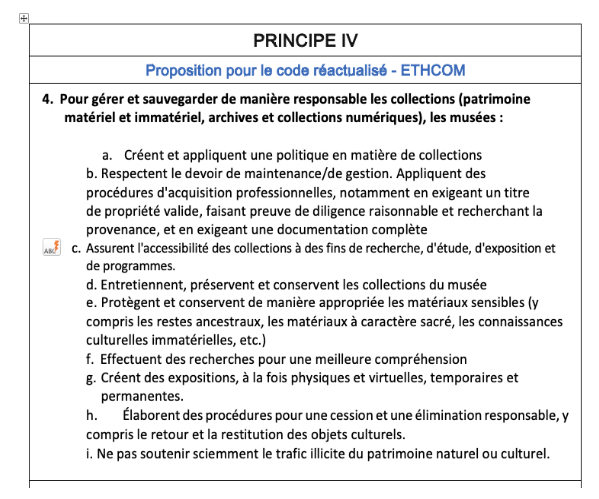 PRINCIPE IV
Proposition pour le code réactualisé - ETHCOM
4. Pour gérer et sauvegarder de manière responsable les collections (patrimoine
matériel et immatériel, archives et collections numériques), les musées :
a. Créent et appliquent une politique en matière de collections
b. Respectent le devoir de maintenance/de gestion. Appliquent des
procédures d'acquisition professionnelles, notamment en exigeant un titre
de propriété valide, faisant preuve de diligence raisonnable et recherchant la
provenance, et en exigeant une documentation complète
c. Assurent l'accessibilité des collections à des fins de recherche, d'étude, d'exposition et
de programmes.
d. Entretiennent, préservent et conservent les collections du musée
e. Protègent et conservent de manière appropriée les matériaux sensibles (y
compris les restes ancestraux, les matériaux à caractère sacré, les connaissances
culturelles immatérielles, etc.)
f. Effectuent des recherches pour une meilleure compréhension
g. Créent des expositions, à la fois physiques et virtuelles, temporaires et
permanentes.
h. Élaborent des procédures pour une cession et une élimination responsable, y
compris le retour et la restitution des objets culturels.
i. Ne pas soutenir sciemment le trafic illicite du patrimoine naturel ou culturel.